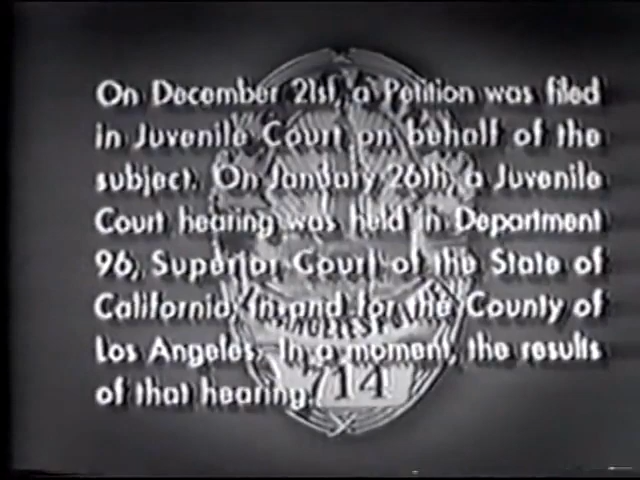 On December 21st, a Petition was filed
in Juvenile Court on behalf of the
subject. On January 26th, a Juvenile
Court hearing was held in Department
96, Superior Court of the State of
California, in and for the County of
Los Angeles. In a moment, the results
of that hearing.
714